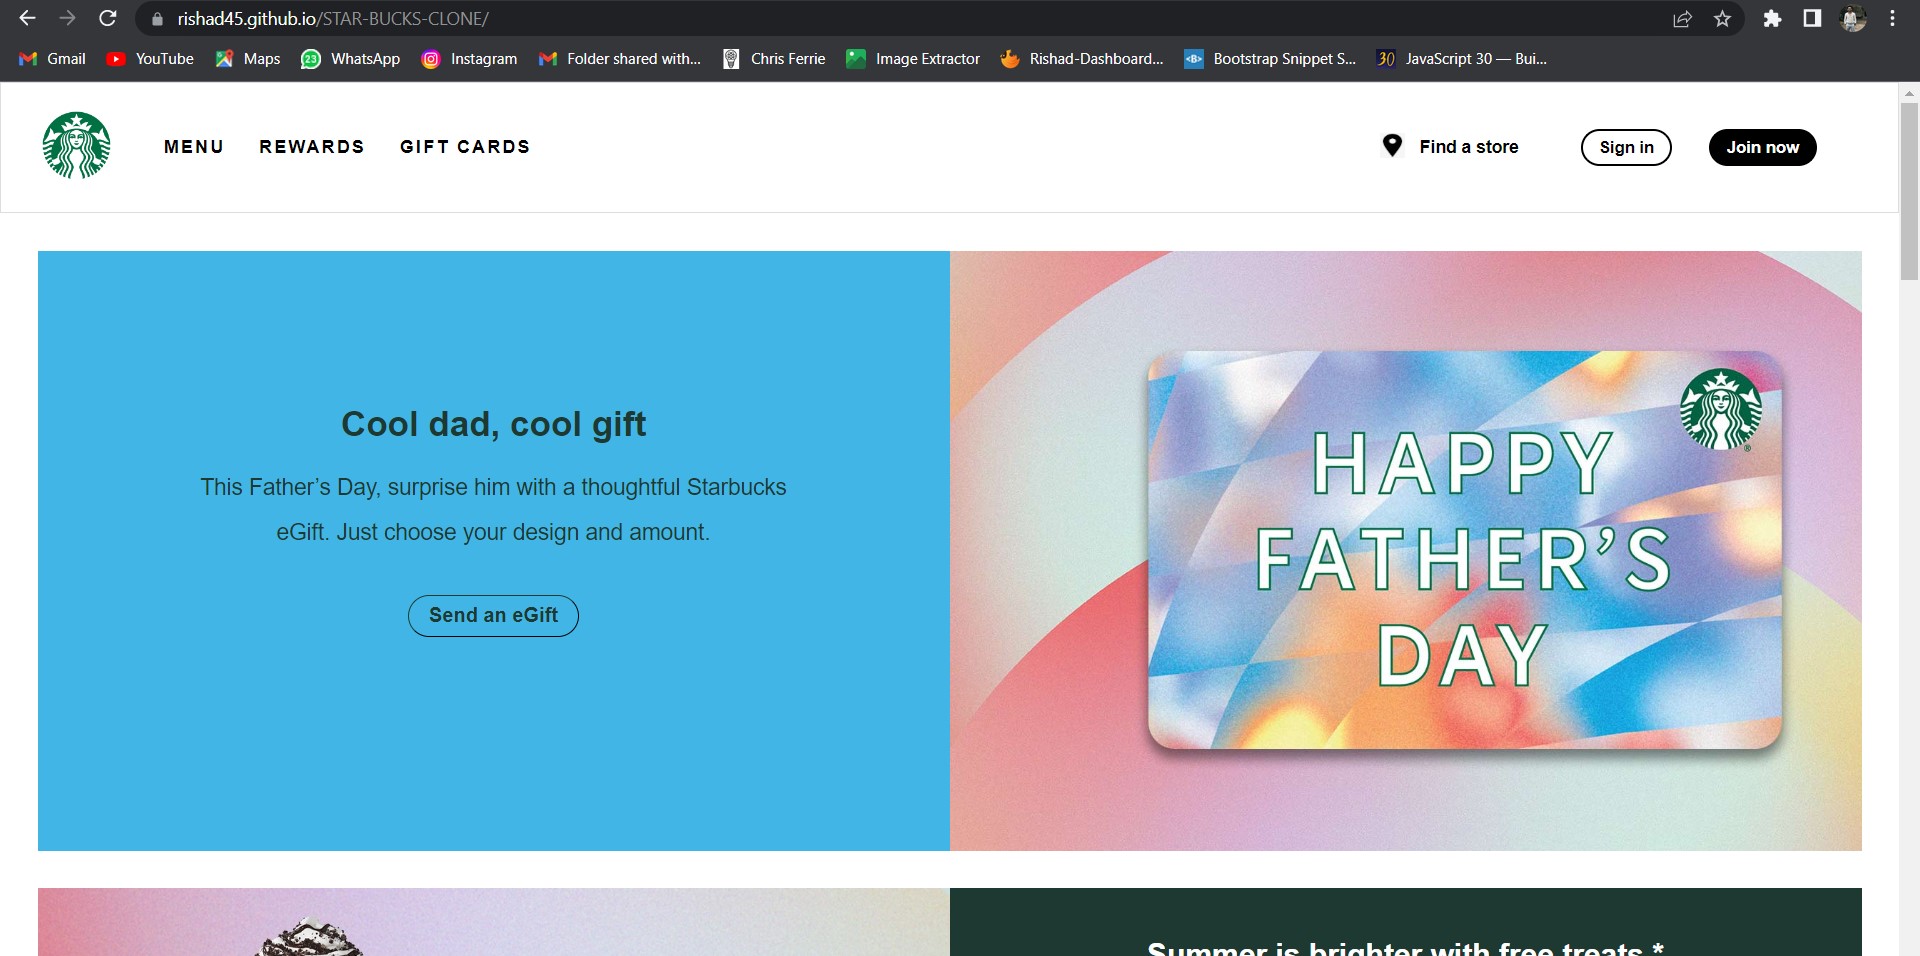 rishad45.github.io/STAR-BUCKS-CLONE/
Gmail YouTube Maps 23 WhatsApp Instagram Folder shared with... Chris Ferrie Image Extractor Rishad-Dashboard... <B> Bootstrap Snippet S... 30 JavaScript 30 — Bui...
MENU REWARDS GIFT CARDS Find a store Sign in Join now
Cool dad, cool gift
This Father’s Day, surprise him with a thoughtful Starbucks
eGift. Just choose your design and amount.
Send an eGift
HAPPY
FATHER’S
DAY
®
Summer is brighter with free treats.*